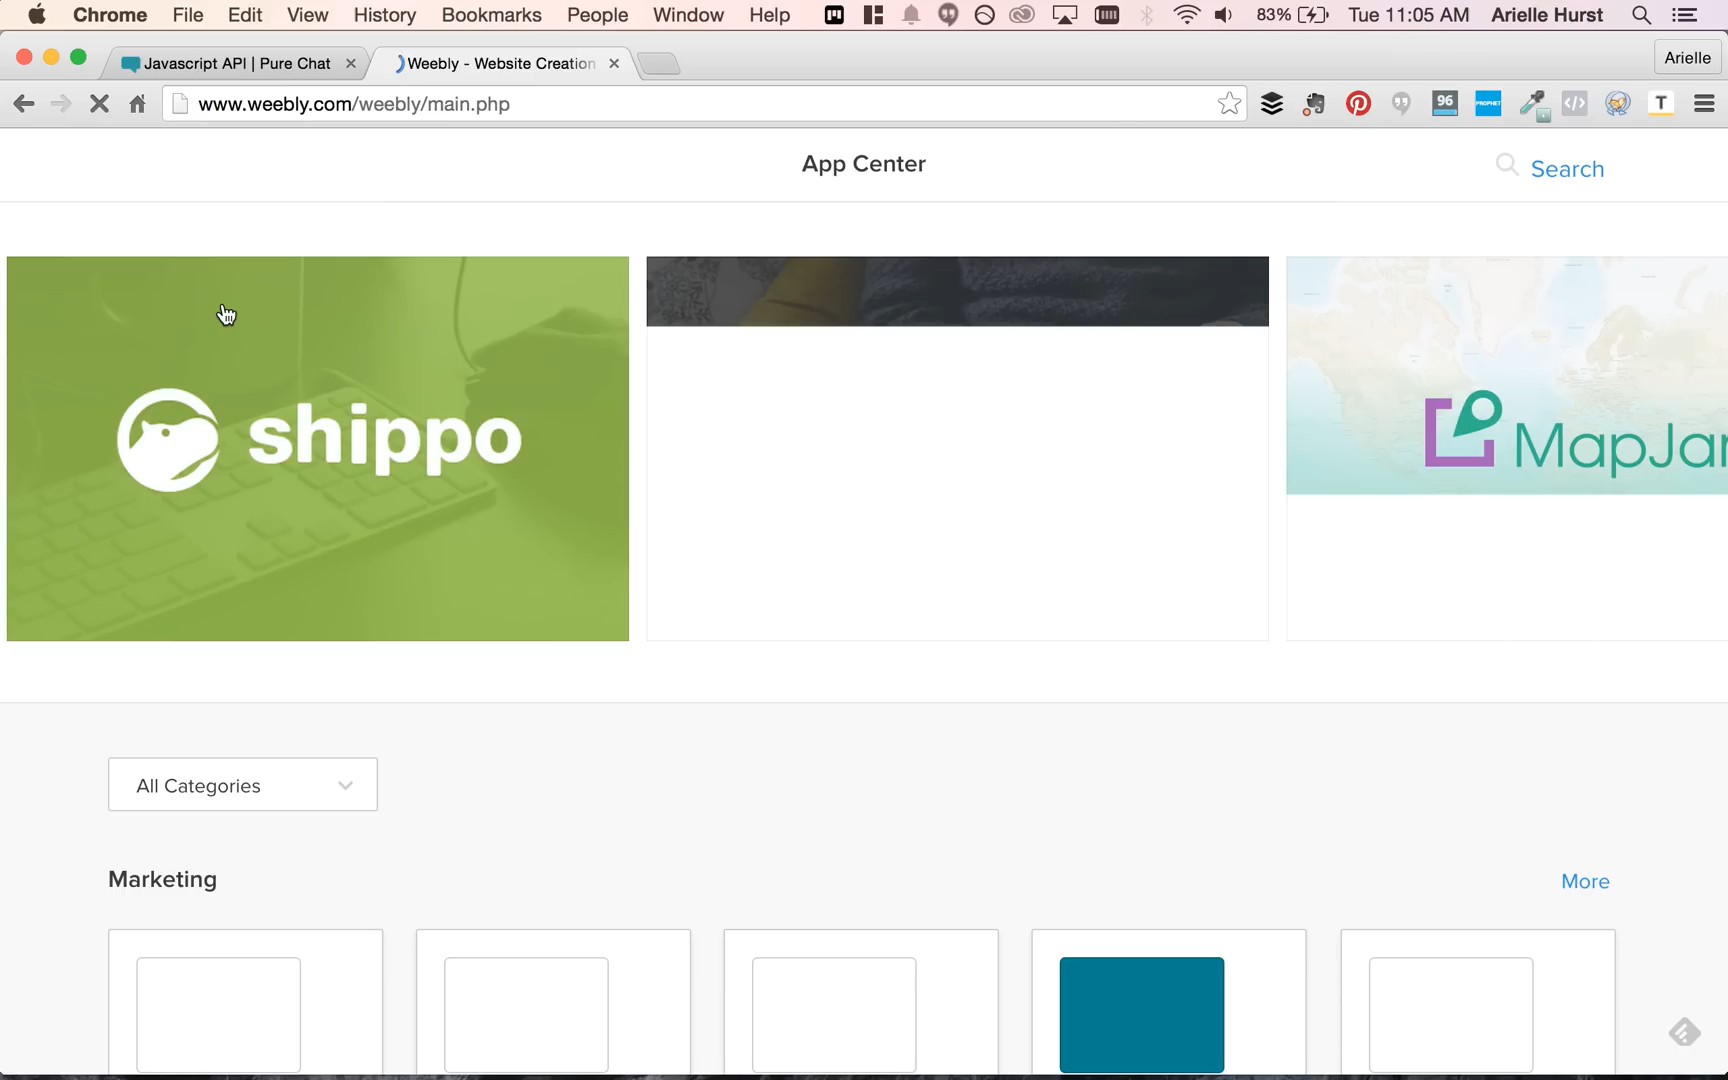 Chrome File Edit View History Bookmarks People Window Help 83% Tue 11:05 AM Arielle Hurst
Javascript API | Pure Chat Weebly - Website Creation Arielle
www.weebly.com/weebly/main.php 96 PROPHET T
App Center
Search
shippo
MapJa
All Categories
Marketing
More